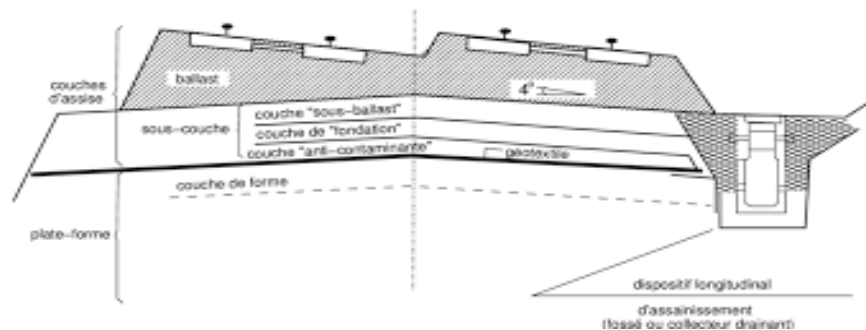 ballast
4°
couches
d'assise
couche "sous-ballast"
sous-couche
couche de "fondation"
couche "anti-contaminante"
géotextile
couche de forme
plate-forme
dispositif longitudinal
d'assainissement
(fossé ou collecteur drainant)